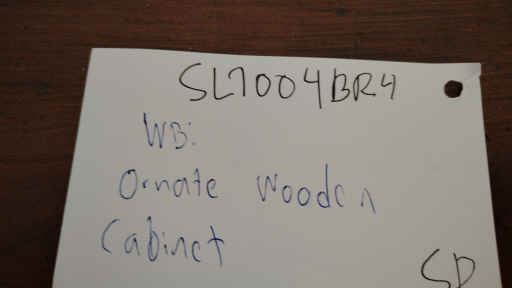 SL7004BR4
WB:
Ornate Wooden
Cabinet
SD